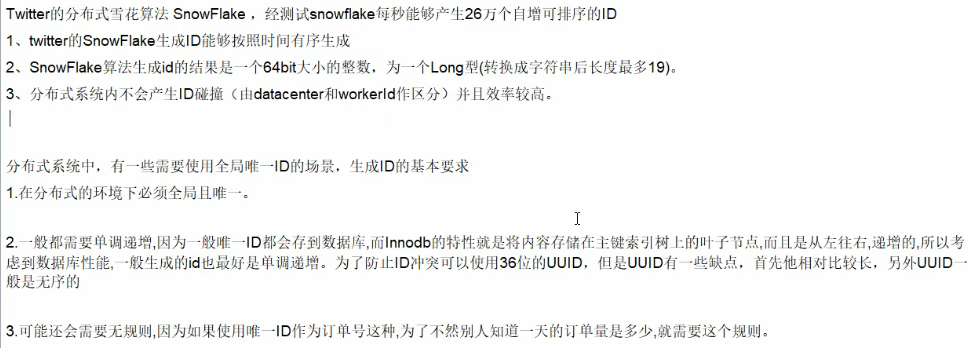 Twitter的分布式雪花算法 SnowFlake ，经测试snowflake每秒能够产生26万个自增可排序的ID
1、twitter的SnowFlake生成ID能够按照时间有序生成
2、SnowFlake算法生成id的结果是一个64bit大小的整数，为一个Long型(转换成字符串后长度最多19)。
3、分布式系统内不会产生ID碰撞（由datacenter和workerId作区分）并且效率较高。
分布式系统中，有一些需要使用全局唯一ID的场景，生成ID的基本要求
1.在分布式的环境下必须全局且唯一。
2.一般都需要单调递增,因为一般唯一ID都会存到数据库,而Innodb的特性就是将内容存储在主键索引树上的叶子节点,而且是从左往右,递增的,所以考
虑到数据库性能,一般生成的id也最好是单调递增。为了防止ID冲突可以使用36位的UUID，但是UUID有一些缺点，首先他相对比较长，另外UUID一
般是无序的
3.可能还会需要无规则,因为如果使用唯一ID作为订单号这种,为了不然别人知道一天的订单量是多少,就需要这个规则。